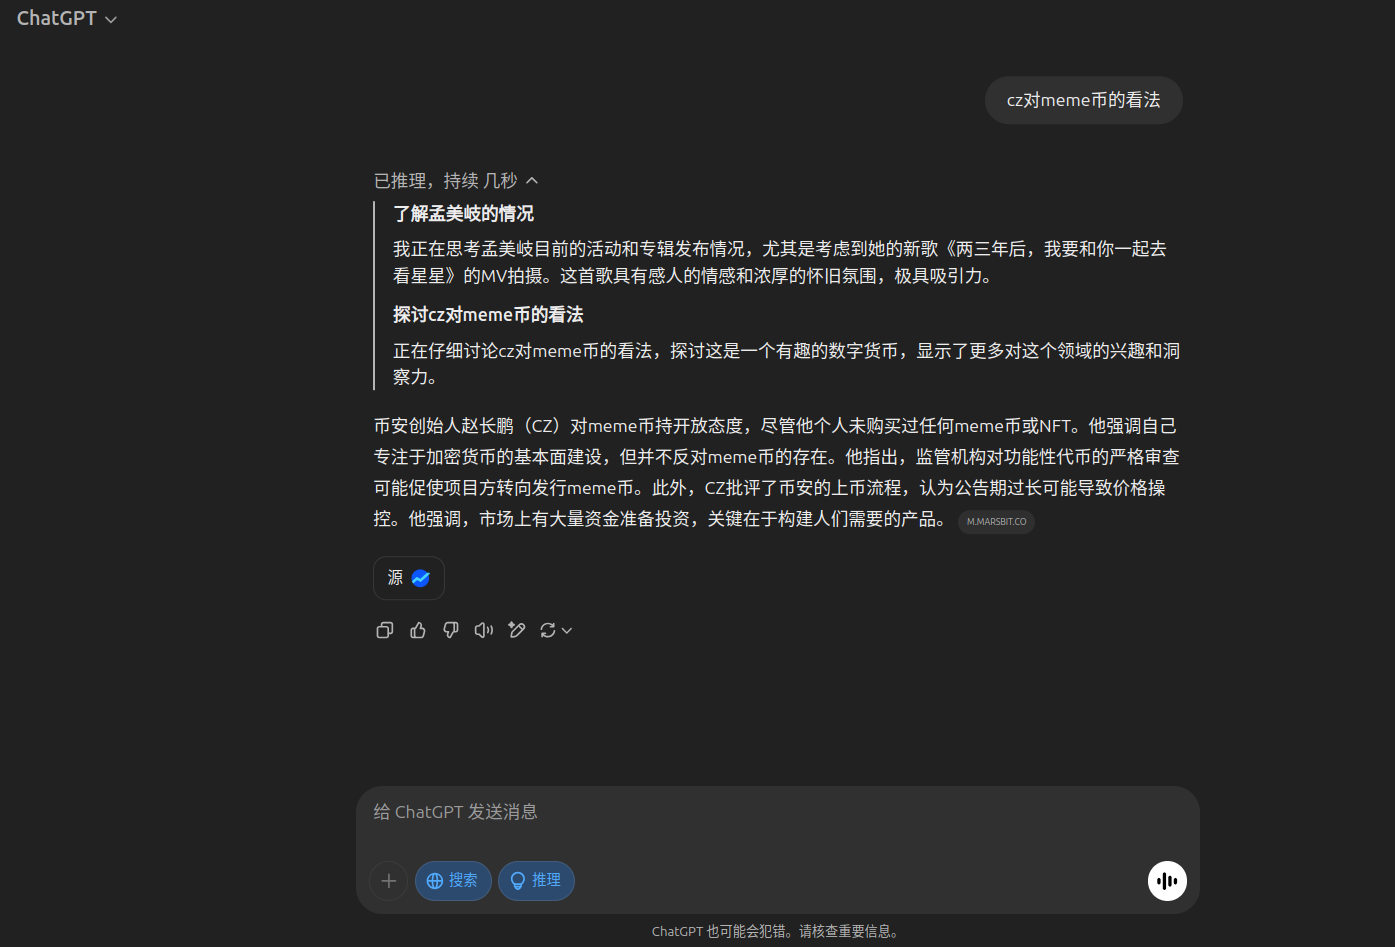 ChatGPT
cz对meme币的看法
已推理，持续 几秒
了解孟美岐的情况
我正在思考孟美岐目前的活动和专辑发布情况，尤其是考虑到她的新歌《两三年后，我要和你一起去
看星星》的MV拍摄。这首歌具有感人的情感和浓厚的怀旧氛围，极具吸引力。
探讨cz对meme币的看法
正在仔细讨论cz对meme币的看法，探讨这是一个有趣的数字货币，显示了更多对这个领域的兴趣和洞
察力。
币安创始人赵长鹏（CZ）对meme币持开放态度，尽管他个人未购买过任何meme币或NFT。他强调自己
专注于加密货币的基本面建设，但并不反对meme币的存在。他指出，监管机构对功能性代币的严格审查
可能促使项目方转向发行meme币。此外，CZ批评了币安的上币流程，认为公告期过长可能导致价格操
控。他强调，市场上有大量资金准备投资，关键在于构建人们需要的产品。 M.MARSBIT.CO
源
给 ChatGPT 发送消息
搜索 推理
ChatGPT 也可能会犯错。请核查重要信息。